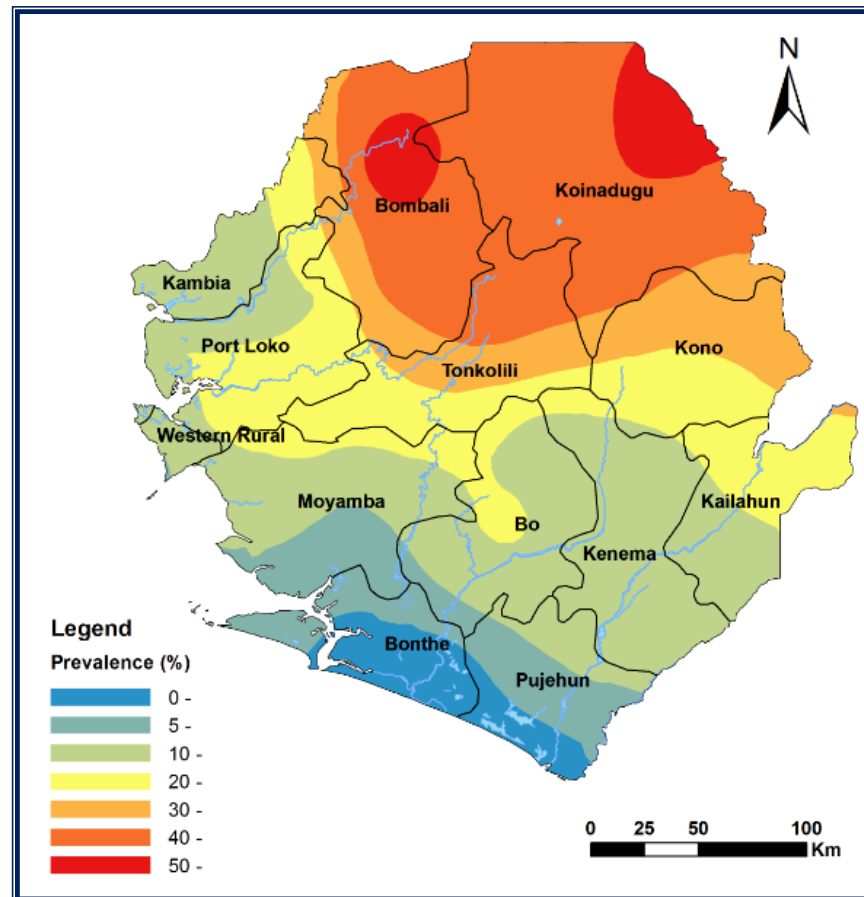 N
Koinadugu
Bombali
Kambia
Port Loko
Kono
Tonkolili
Western Rural
Kailahun
Moyamba
Bo
Kenema
Bonthe
Pujehun
Legend
Prevalence (%)
0 -
5 -
10 -
20 -
30 -
40 -
50 -
0 25 50 100
Km